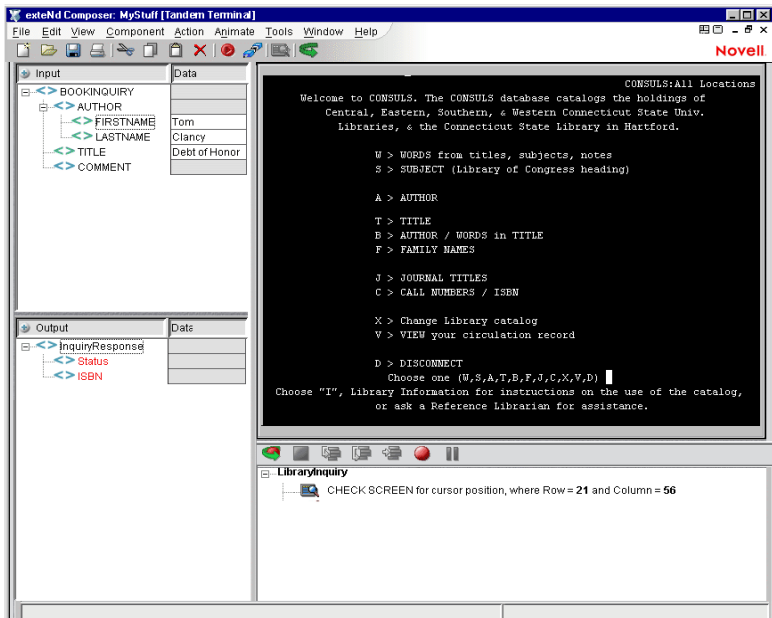 exteNd Composer: MyStuff [Tandem Terminal]
File Edit View Component Action Animate Tools Window Help
Novell
Input Data
BOOKINQUIRY
AUTHOR
FIRSTNAME Tom
LASTNAME Clancy
TITLE Debt of Honor
COMMENT
Output Data
InquiryResponse
Status
ISBN
CONSULS:All Locations
Welcome to CONSULS. The CONSULS database catalogs the holdings of
Central, Eastern, Southern, & Western Connecticut State Univ.
Libraries, & the Connecticut State Library in Hartford.
W > WORDS from titles, subjects, notes
S > SUBJECT (Library of Congress heading)
A > AUTHOR
T > TITLE
B > AUTHOR / WORDS in TITLE
F > FAMILY NAMES
J > JOURNAL TITLES
C > CALL NUMBERS / ISBN
X > Change Library catalog
V > VIEW your circulation record
D > DISCONNECT
Choose one (W,S,A,T,B,F,J,C,X,V,D)
Choose "I", Library Information for instructions on the use of the catalog,
or ask a Reference Librarian for assistance.
LibraryInquiry
CHECK SCREEN for cursor position, where Row = 21 and Column = 56